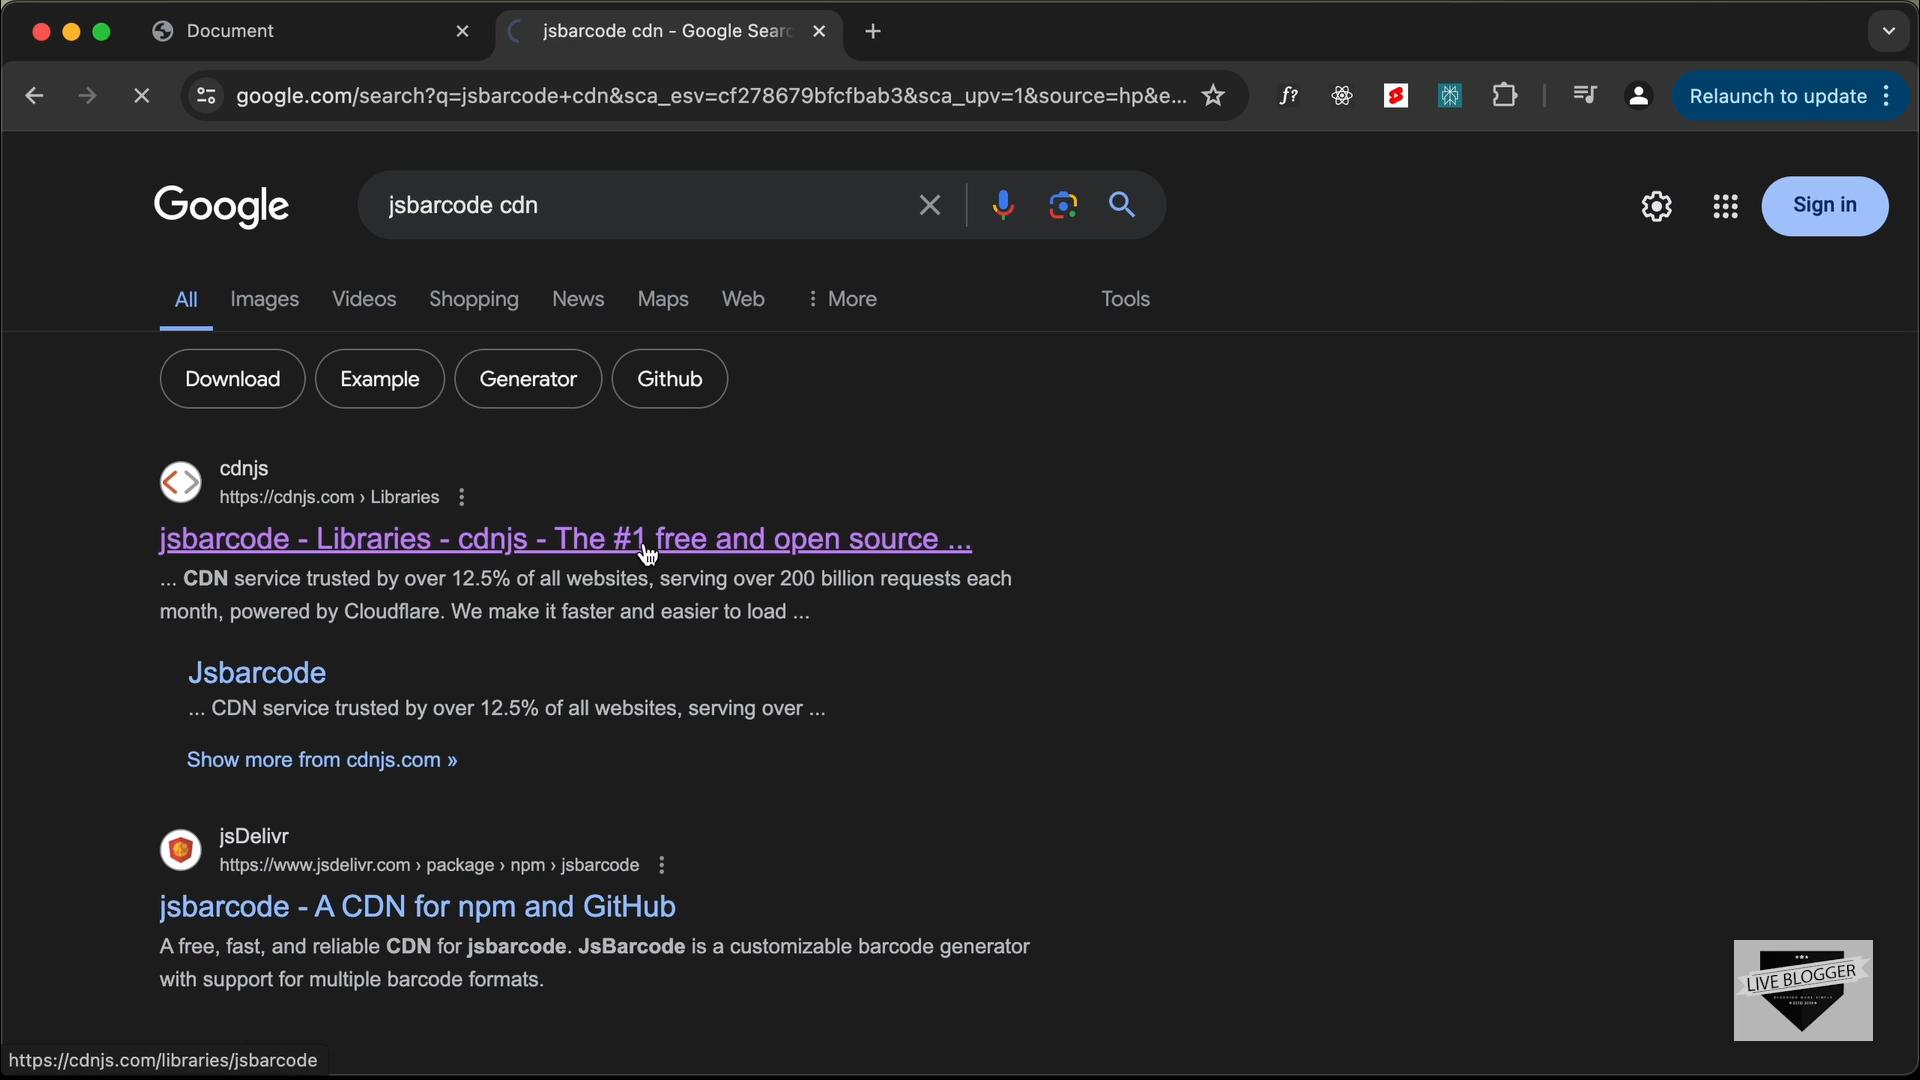 Document
jsbarcode cdn - Google Searc
google.com/search?q=jsbarcode+cdn&sca_esv=cf278679bfcfbab3&sca_upv=1&source=hp&e...
f?
Relaunch to update
Google
jsbarcode cdn
Sign in
All
Images
Videos
Shopping
News
Maps
Web
More
Tools
Download
Example
Generator
Github
cdnjs
https://cdnjs.com › Libraries
jsbarcode - Libraries - cdnjs - The #1 free and open source ...
... CDN service trusted by over 12.5% of all websites, serving over 200 billion requests each
month, powered by Cloudflare. We make it faster and easier to load ...
Jsbarcode
... CDN service trusted by over 12.5% of all websites, serving over ...
Show more from cdnjs.com »
jsDelivr
https://www.jsdelivr.com › package › npm › jsbarcode
jsbarcode - A CDN for npm and GitHub
A free, fast, and reliable CDN for jsbarcode. JsBarcode is a customizable barcode generator
with support for multiple barcode formats.
LIVE BLOGGER
https://cdnjs.com/libraries/jsbarcode